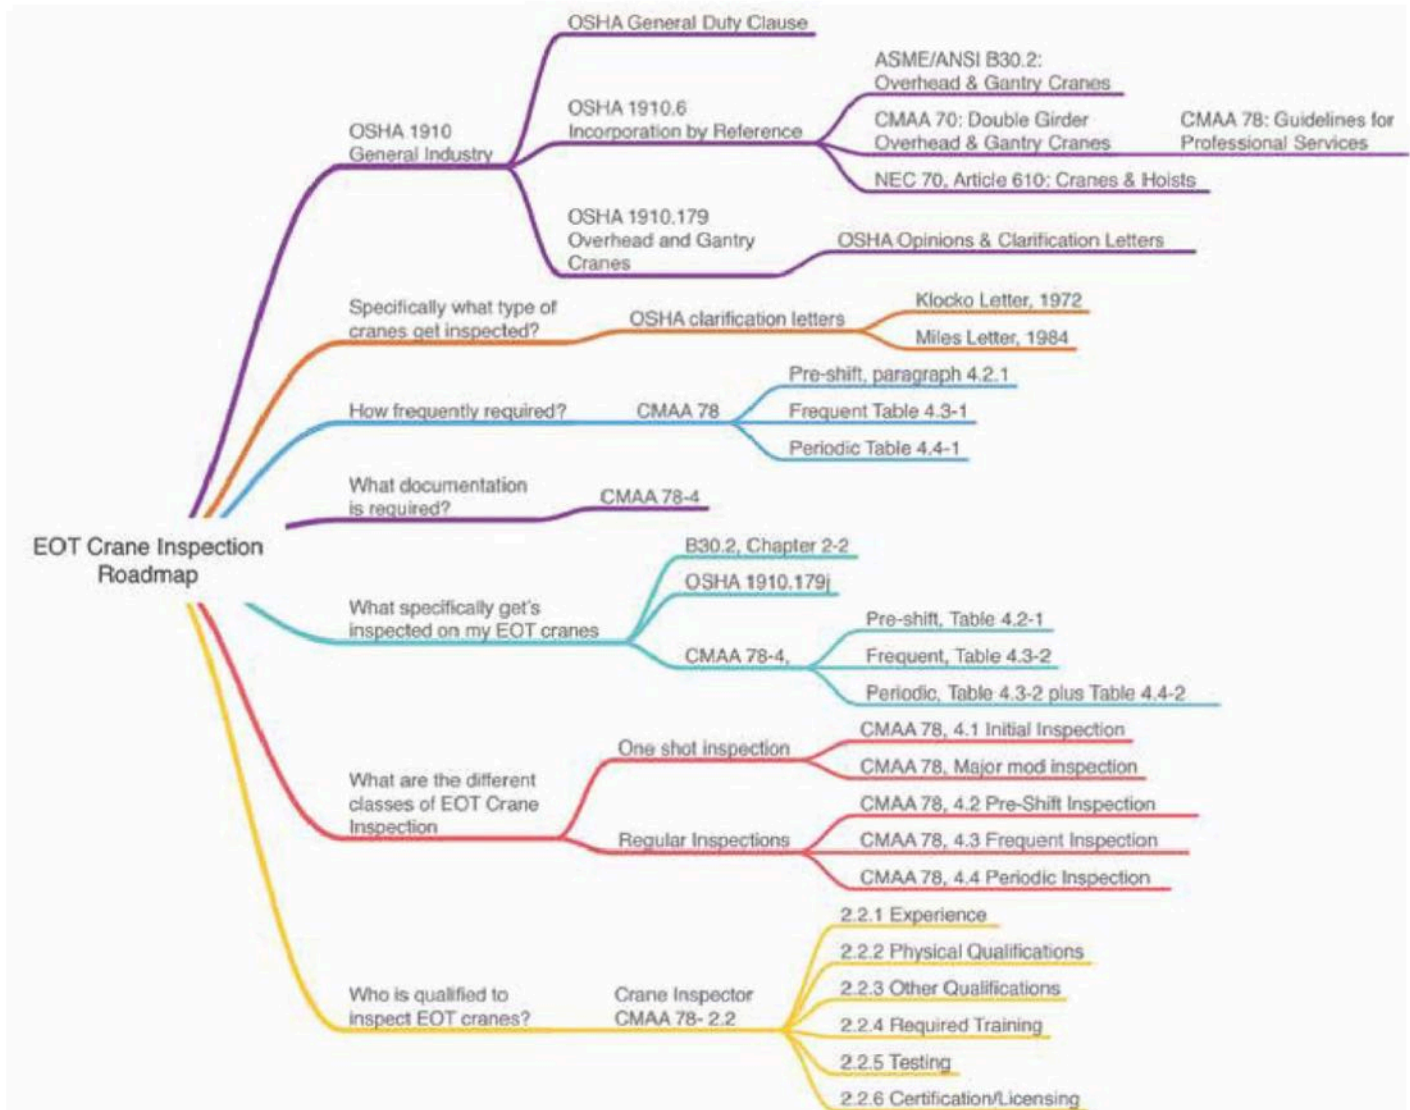 OSHA General Duty Clause
ASME/ANSI B30.2:
Overhead & Gantry Cranes
OSHA 1910.6
Incorporation by Reference
CMAA 70: Double Girder
Overhead & Gantry Cranes
CMAA 78: Guidelines for
Professional Services
OSHA 1910
General Industry
NEC 70, Article 610: Cranes & Hoists
OSHA 1910.179
Overhead and Gantry
Cranes
OSHA Opinions & Clarification Letters
Specifically what type of
cranes get inspected?
OSHA clarification letters
Klocko Letter, 1972
Miles Letter, 1984
How frequently required?
CMAA 78
Pre-shift, paragraph 4.2.1
Frequent Table 4.3-1
Periodic Table 4.4-1
What documentation
is required?
CMAA 78-4
EOT Crane Inspection
Roadmap
What specifically get's
inspected on my EOT cranes
B30.2, Chapter 2-2
OSHA 1910.179j
CMAA 78-4,
Pre-shift, Table 4.2-1
Frequent, Table 4.3-2
Periodic, Table 4.3-2 plus Table 4.4-2
What are the different
classes of EOT Crane
Inspection
One shot inspection
CMAA 78, 4.1 Initial Inspection
CMAA 78, Major mod inspection
Regular Inspections
CMAA 78, 4.2 Pre-Shift Inspection
CMAA 78, 4.3 Frequent Inspection
CMAA 78, 4.4 Periodic Inspection
Who is qualified to
inspect EOT cranes?
Crane Inspector
CMAA 78- 2.2
2.2.1 Experience
2.2.2 Physical Qualifications
2.2.3 Other Qualifications
2.2.4 Required Training
2.2.5 Testing
2.2.6 Certification/Licensing